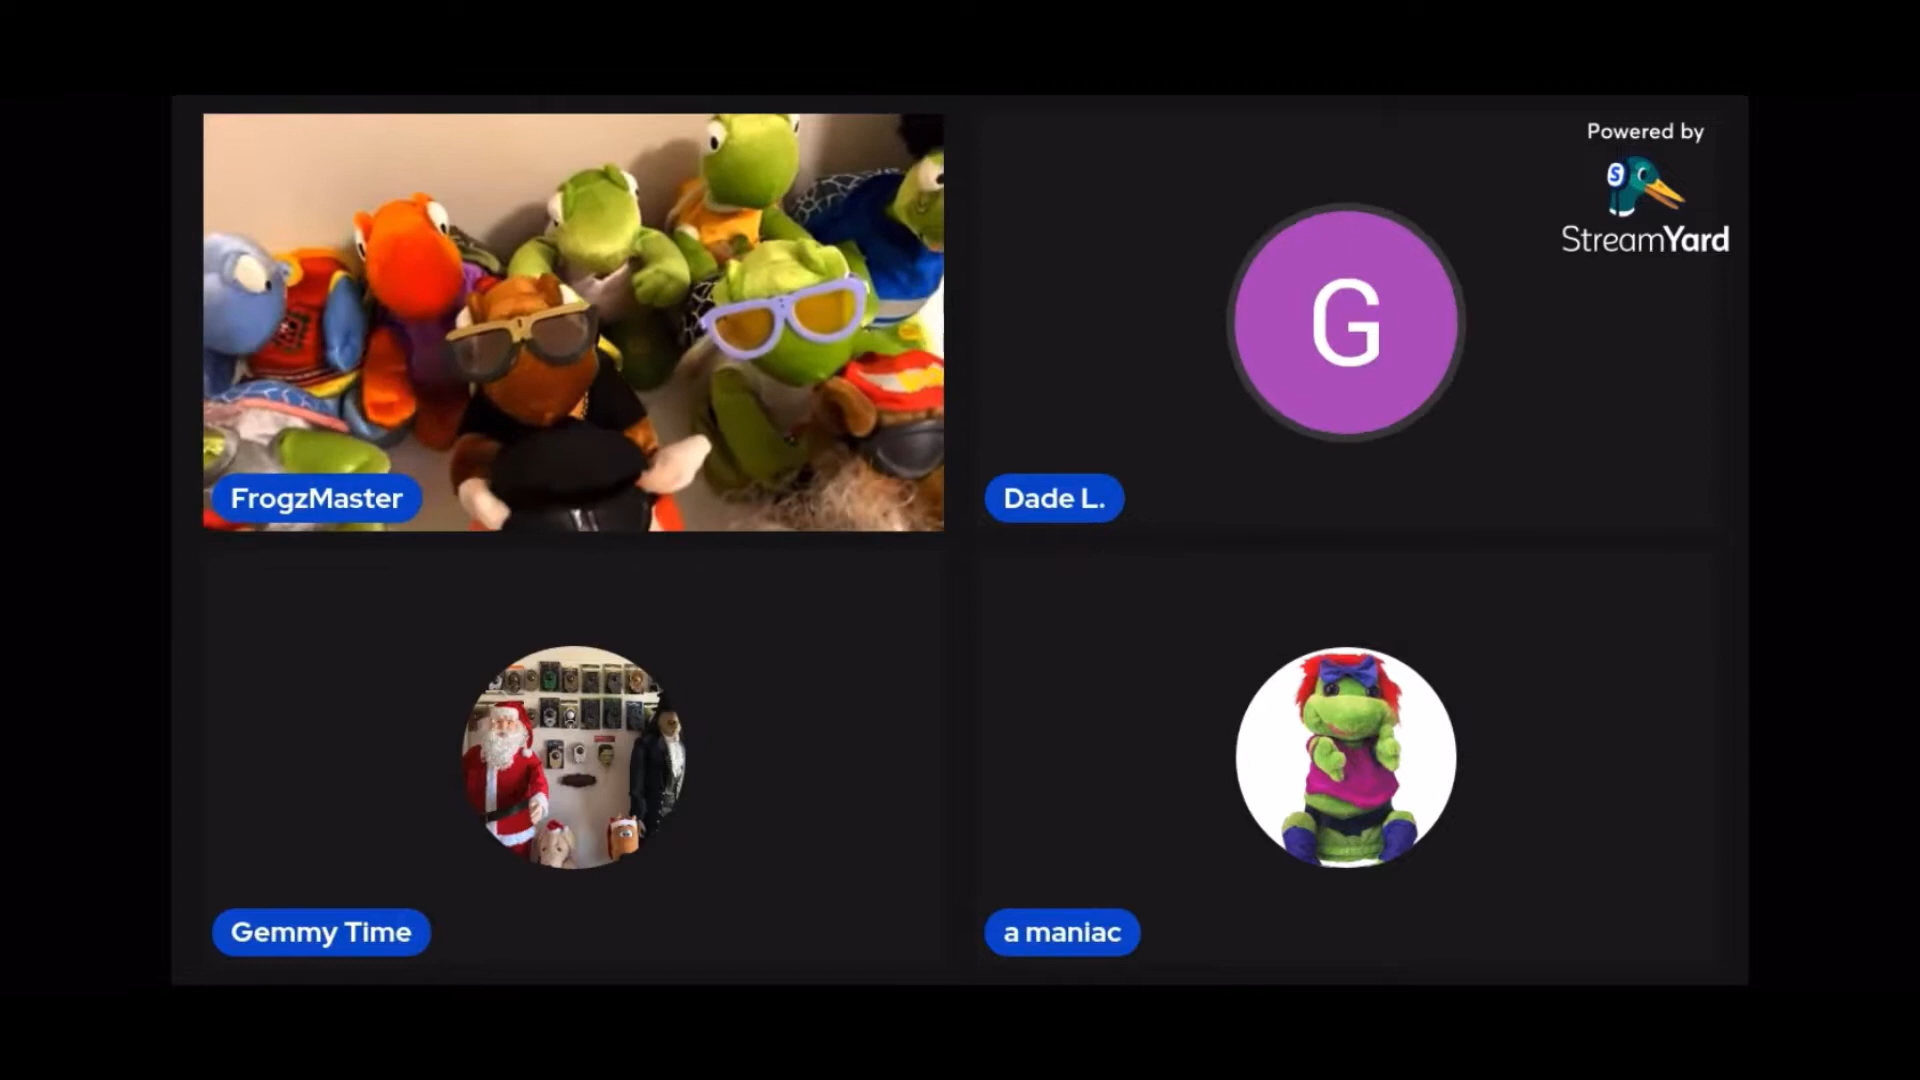 Powered by
S
StreamYard
G
FrogzMaster
Dade L.
Gemmy Time
a maniac